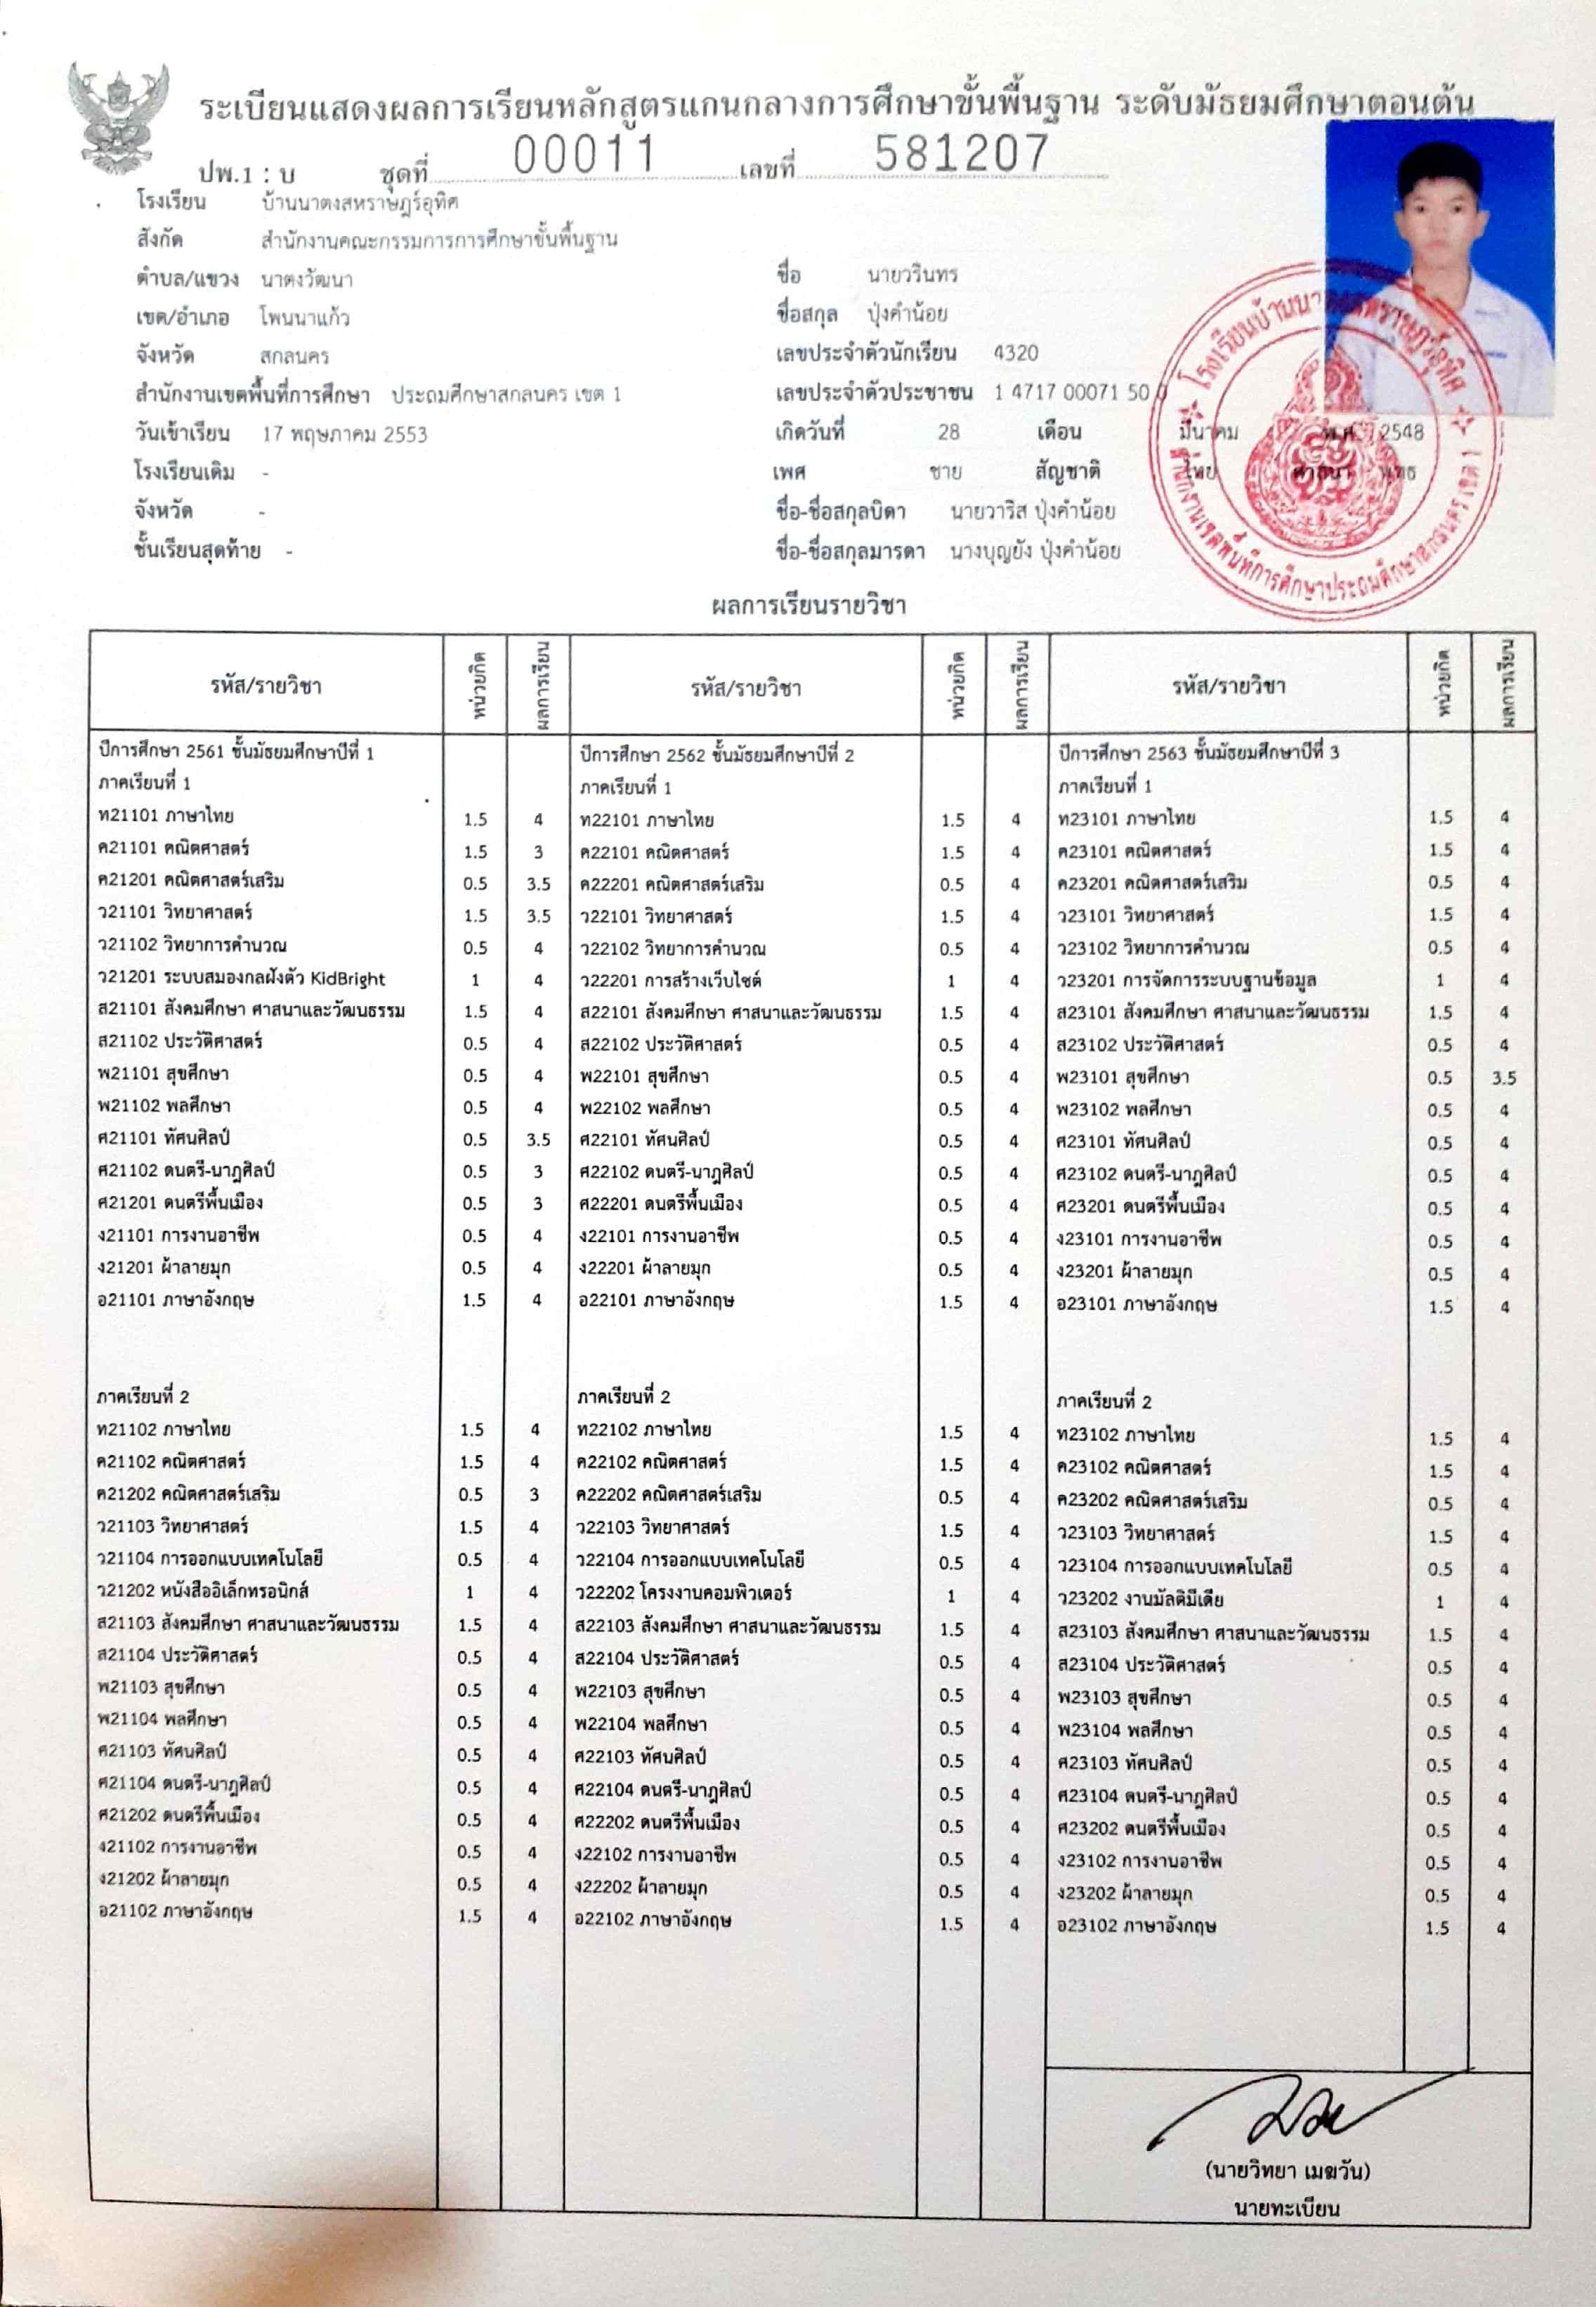 ระเบียนแสดงผลการเรียนหลักสูตรแกนกลางการศึกษาขั้นพื้นฐาน ระดับมัธยมศึกษาตอนต้น
ปพ.1 : บ ชุดที่ 00011 เลขที่ 581207
โรงเรียน บ้านนาตงสหราษฎร์อุทิศ
สังกัด สำนักงานคณะกรรมการการศึกษาขั้นพื้นฐาน
ตำบล/แขวง นาตงวัฒนา
เขต/อำเภอ โพนนาแก้ว
จังหวัด สกลนคร
สำนักงานเขตพื้นที่การศึกษา ประถมศึกษาสกลนคร เขต 1
วันเข้าเรียน 17 พฤษภาคม 2553
โรงเรียนเดิม -
จังหวัด -
ชั้นเรียนสุดท้าย -
ชื่อ นายวรินทร
ชื่อสกุล ปุ่งคำน้อย
เลขประจำตัวนักเรียน 4320
เลขประจำตัวประชาชน 1 4717 00071 50 0
เกิดวันที่ 28 เดือน มีนาคม พ.ศ. 2548
เพศ ชาย สัญชาติ ไทย ศาสนา พุทธ
ชื่อ-ชื่อสกุลบิดา นายวาริส ปุ่งคำน้อย
ชื่อ-ชื่อสกุลมารดา นางบุญยัง ปุ่งคำน้อย
โรงเรียนบ้านนาตงสหราษฎร์อุทิศ
สำนักงานเขตพื้นที่การศึกษาประถมศึกษาสกลนคร เขต 1
ผลการเรียนรายวิชา
รหัส/รายวิชา หน่วยกิต ผลการเรียน
ปีการศึกษา 2561 ชั้นมัธยมศึกษาปีที่ 1
ภาคเรียนที่ 1
ท21101 ภาษาไทย 1.5 4
ค21101 คณิตศาสตร์ 1.5 3
ค21201 คณิตศาสตร์เสริม 0.5 3.5
ว21101 วิทยาศาสตร์ 1.5 3.5
ว21102 วิทยาการคำนวณ 0.5 4
ว21201 ระบบสมองกลฝังตัว KidBright 1 4
ส21101 สังคมศึกษา ศาสนาและวัฒนธรรม 1.5 4
ส21102 ประวัติศาสตร์ 0.5 4
พ21101 สุขศึกษา 0.5 4
พ21102 พลศึกษา 0.5 4
ศ21101 ทัศนศิลป์ 0.5 3.5
ศ21102 ดนตรี-นาฏศิลป์ 0.5 3
ศ21201 ดนตรีพื้นเมือง 0.5 3
ง21101 การงานอาชีพ 0.5 4
ง21201 ผ้าลายมุก 0.5 4
อ21101 ภาษาอังกฤษ 1.5 4
ภาคเรียนที่ 2
ท21102 ภาษาไทย 1.5 4
ค21102 คณิตศาสตร์ 1.5 4
ค21202 คณิตศาสตร์เสริม 0.5 3
ว21103 วิทยาศาสตร์ 1.5 4
ว21104 การออกแบบเทคโนโลยี 0.5 4
ว21202 หนังสืออิเล็กทรอนิกส์ 1 4
ส21103 สังคมศึกษา ศาสนาและวัฒนธรรม 1.5 4
ส21104 ประวัติศาสตร์ 0.5 4
พ21103 สุขศึกษา 0.5 4
พ21104 พลศึกษา 0.5 4
ศ21103 ทัศนศิลป์ 0.5 4
ศ21104 ดนตรี-นาฏศิลป์ 0.5 4
ศ21202 ดนตรีพื้นเมือง 0.5 4
ง21102 การงานอาชีพ 0.5 4
ง21202 ผ้าลายมุก 0.5 4
อ21102 ภาษาอังกฤษ 1.5 4
รหัส/รายวิชา หน่วยกิต ผลการเรียน
ปีการศึกษา 2562 ชั้นมัธยมศึกษาปีที่ 2
ภาคเรียนที่ 1
ท22101 ภาษาไทย 1.5 4
ค22101 คณิตศาสตร์ 1.5 4
ค22201 คณิตศาสตร์เสริม 0.5 4
ว22101 วิทยาศาสตร์ 1.5 4
ว22102 วิทยาการคำนวณ 0.5 4
ว22201 การสร้างเว็บไซต์ 1 4
ส22101 สังคมศึกษา ศาสนาและวัฒนธรรม 1.5 4
ส22102 ประวัติศาสตร์ 0.5 4
พ22101 สุขศึกษา 0.5 4
พ22102 พลศึกษา 0.5 4
ศ22101 ทัศนศิลป์ 0.5 4
ศ22102 ดนตรี-นาฏศิลป์ 0.5 4
ศ22201 ดนตรีพื้นเมือง 0.5 4
ง22101 การงานอาชีพ 0.5 4
ง22201 ผ้าลายมุก 0.5 4
อ22101 ภาษาอังกฤษ 1.5 4
ภาคเรียนที่ 2
ท22102 ภาษาไทย 1.5 4
ค22102 คณิตศาสตร์ 1.5 4
ค22202 คณิตศาสตร์เสริม 0.5 4
ว22103 วิทยาศาสตร์ 1.5 4
ว22104 การออกแบบเทคโนโลยี 0.5 4
ว22202 โครงงานคอมพิวเตอร์ 1 4
ส22103 สังคมศึกษา ศาสนาและวัฒนธรรม 1.5 4
ส22104 ประวัติศาสตร์ 0.5 4
พ22103 สุขศึกษา 0.5 4
พ22104 พลศึกษา 0.5 4
ศ22103 ทัศนศิลป์ 0.5 4
ศ22104 ดนตรี-นาฏศิลป์ 0.5 4
ศ22202 ดนตรีพื้นเมือง 0.5 4
ง22102 การงานอาชีพ 0.5 4
ง22202 ผ้าลายมุก 0.5 4
อ22102 ภาษาอังกฤษ 1.5 4
รหัส/รายวิชา หน่วยกิต ผลการเรียน
ปีการศึกษา 2563 ชั้นมัธยมศึกษาปีที่ 3
ภาคเรียนที่ 1
ท23101 ภาษาไทย 1.5 4
ค23101 คณิตศาสตร์ 1.5 4
ค23201 คณิตศาสตร์เสริม 0.5 4
ว23101 วิทยาศาสตร์ 1.5 4
ว23102 วิทยาการคำนวณ 0.5 4
ว23201 การจัดการระบบฐานข้อมูล 1 4
ส23101 สังคมศึกษา ศาสนาและวัฒนธรรม 1.5 4
ส23102 ประวัติศาสตร์ 0.5 4
พ23101 สุขศึกษา 0.5 3.5
พ23102 พลศึกษา 0.5 4
ศ23101 ทัศนศิลป์ 0.5 4
ศ23102 ดนตรี-นาฏศิลป์ 0.5 4
ศ23201 ดนตรีพื้นเมือง 0.5 4
ง23101 การงานอาชีพ 0.5 4
ง23201 ผ้าลายมุก 0.5 4
อ23101 ภาษาอังกฤษ 1.5 4
ภาคเรียนที่ 2
ท23102 ภาษาไทย 1.5 4
ค23102 คณิตศาสตร์ 1.5 4
ค23202 คณิตศาสตร์เสริม 0.5 4
ว23103 วิทยาศาสตร์ 1.5 4
ว23104 การออกแบบเทคโนโลยี 0.5 4
ว23202 งานมัลติมีเดีย 1 4
ส23103 สังคมศึกษา ศาสนาและวัฒนธรรม 1.5 4
ส23104 ประวัติศาสตร์ 0.5 4
พ23103 สุขศึกษา 0.5 4
พ23104 พลศึกษา 0.5 4
ศ23103 ทัศนศิลป์ 0.5 4
ศ23104 ดนตรี-นาฏศิลป์ 0.5 4
ศ23202 ดนตรีพื้นเมือง 0.5 4
ง23102 การงานอาชีพ 0.5 4
ง23202 ผ้าลายมุก 0.5 4
อ23102 ภาษาอังกฤษ 1.5 4
(นายวิทยา เมฆวัน)
นายทะเบียน